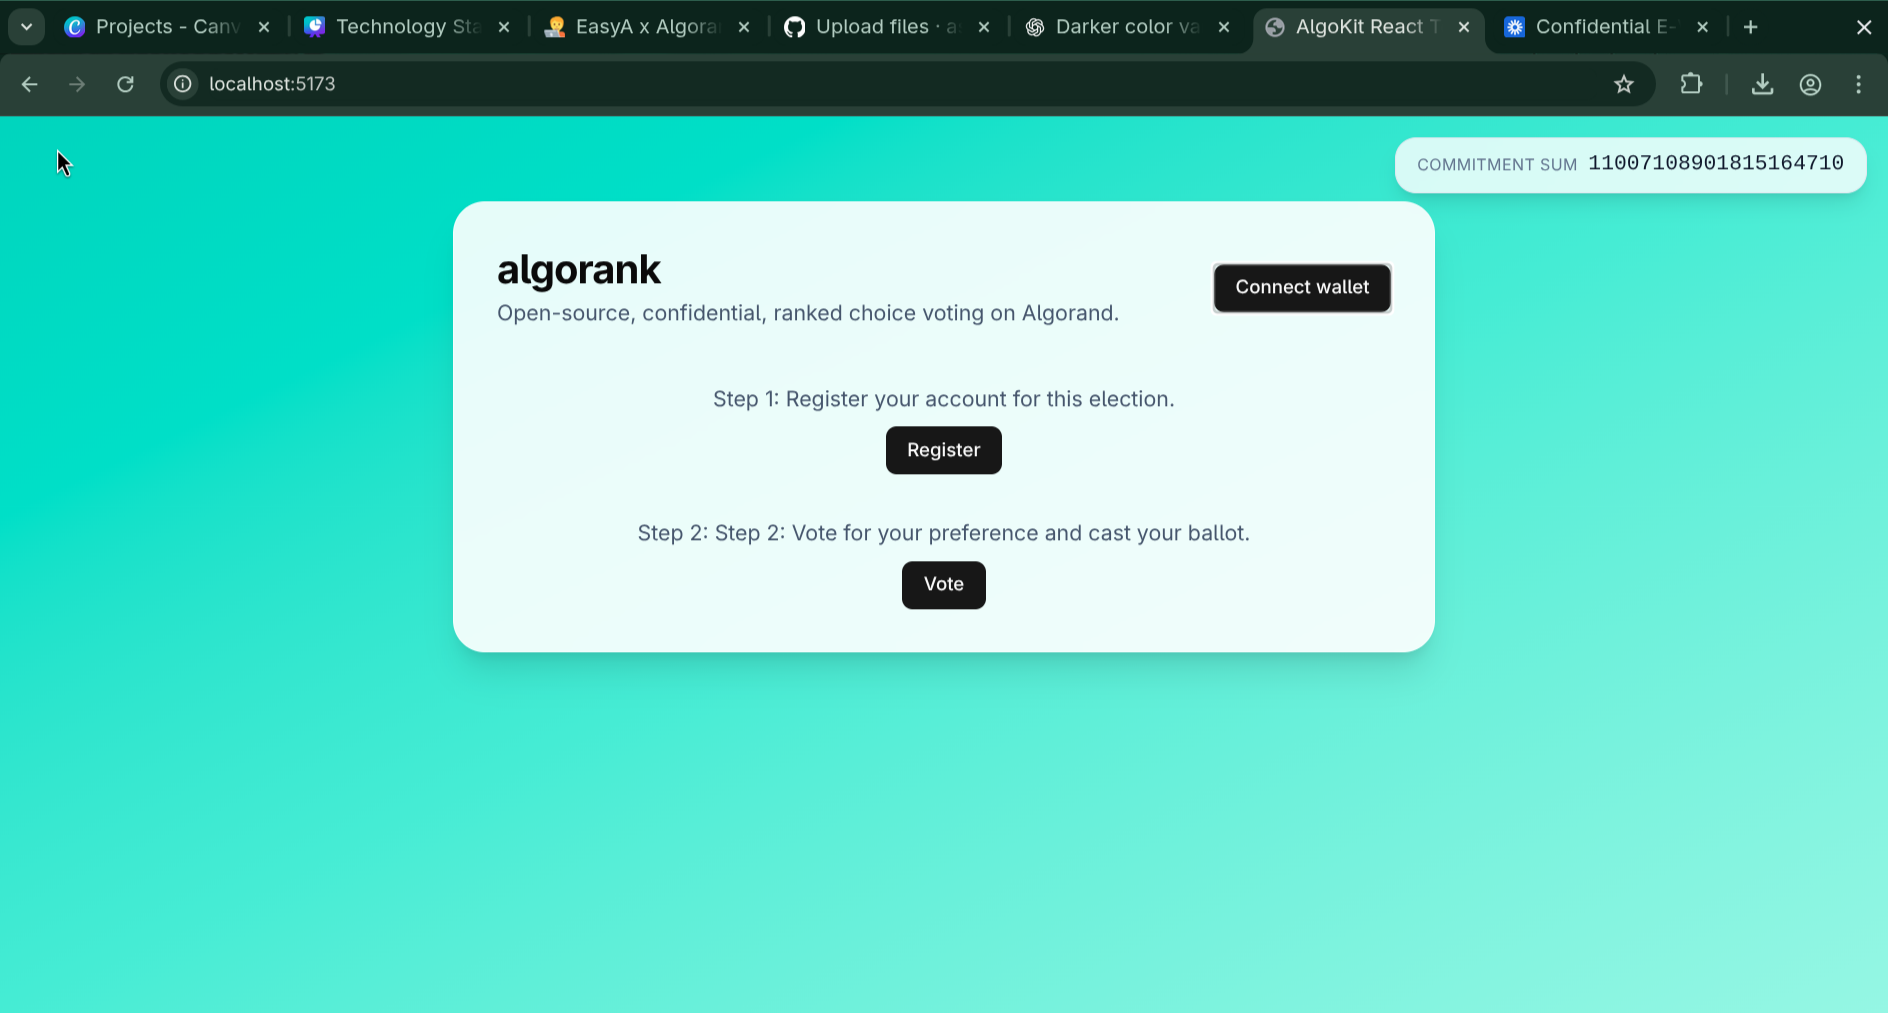 Projects - Canv
Technology Sta
EasyA x Algora
Upload files · a
Darker color va
AlgoKit React T
Confidential E-
localhost:5173
COMMITMENT SUM 11007108901815164710
algorank
Connect wallet
Open-source, confidential, ranked choice voting on Algorand.
Step 1: Register your account for this election.
Register
Step 2: Step 2: Vote for your preference and cast your ballot.
Vote